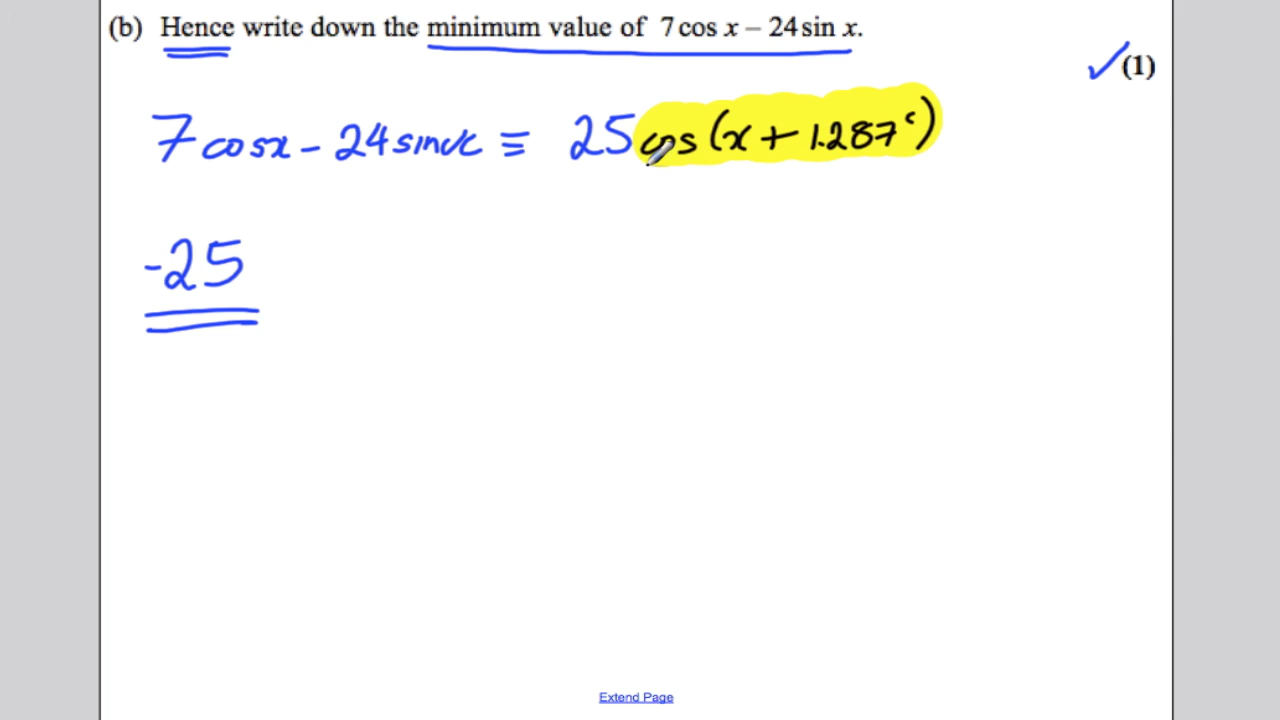 (b) Hence write down the minimum value of 7 cos x – 24 sin x.
(1)
7cosx - 24sinx ≡ 25cos(x + 1.287ᶜ)
-25
Extend Page